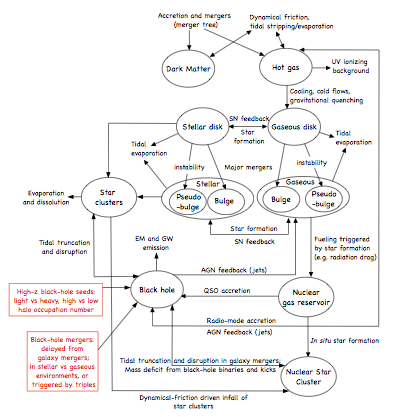 Accretion and mergers
(merger tree)
Dynamical friction,
tidal stripping/evaporation
Dark Matter
Hot gas
UV ionizing
background
Cooling, cold flows,
gravitational quenching
Stellar disk
SN feedback
Star
formation
Gaseous disk
Tidal
evaporation
Tidal
evaporation
instability
Major mergers
instability
Stellar
Pseudo
-bulge
Bulge
Gaseous
Bulge
Pseudo
-bulge
Evaporation
and dissolution
Star
clusters
Star formation
SN feedback
Tidal truncation
and disruption
EM and GW
emission
Fueling triggered
by star formation
(e.g. radiation drag)
AGN feedback (jets)
High-z black-hole seeds:
light vs heavy, high vs low
halo occupation number
Black hole
QSO accretion
Nuclear
gas reservoir
Radio-mode accretion
AGN feedback (jets)
Black-hole mergers:
delayed from
galaxy mergers;
in stellar vs gaseous
environments, or
triggered by triples
In situ star formation
Tidal truncation and disruption in galaxy mergers;
Mass deficit from black-hole binaries and kicks
Nuclear Star
Cluster
Dynamical-friction driven infall of
star clusters